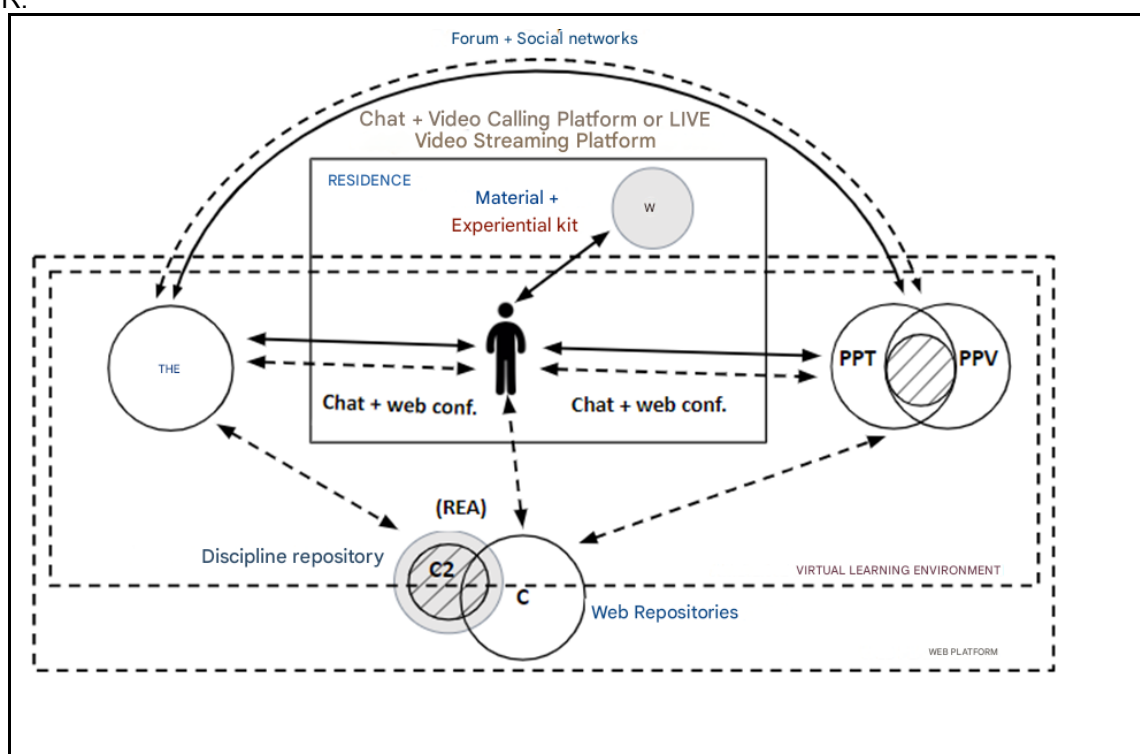 K.
Forum + Social networks
Chat + Video Calling Platform or LIVE
Video Streaming Platform
RESIDENCE
Material +
Experiential kit
W
THE
PPT
PPV
Chat + web conf.
Chat + web conf.
(REA)
Discipline repository
C2
C
Web Repositories
VIRTUAL LEARNING ENVIRONMENT
WEB PLATFORM